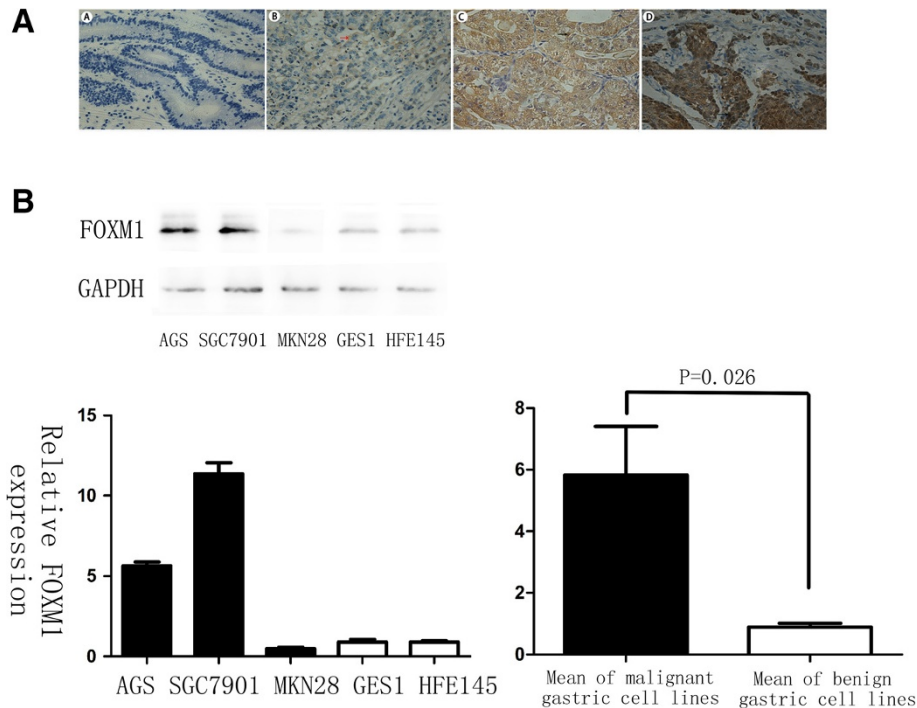 A
A
B
C
D
B
FOXM1
GAPDH
AGS SGC7901 MKN28 GES1 HFE145
Relative FOXM1
expression
15
10
5
0
AGS SGC7901 MKN28 GES1 HFE145
P=0.026
8
6
4
2
0
Mean of malignant
gastric cell lines
Mean of benign
gastric cell lines